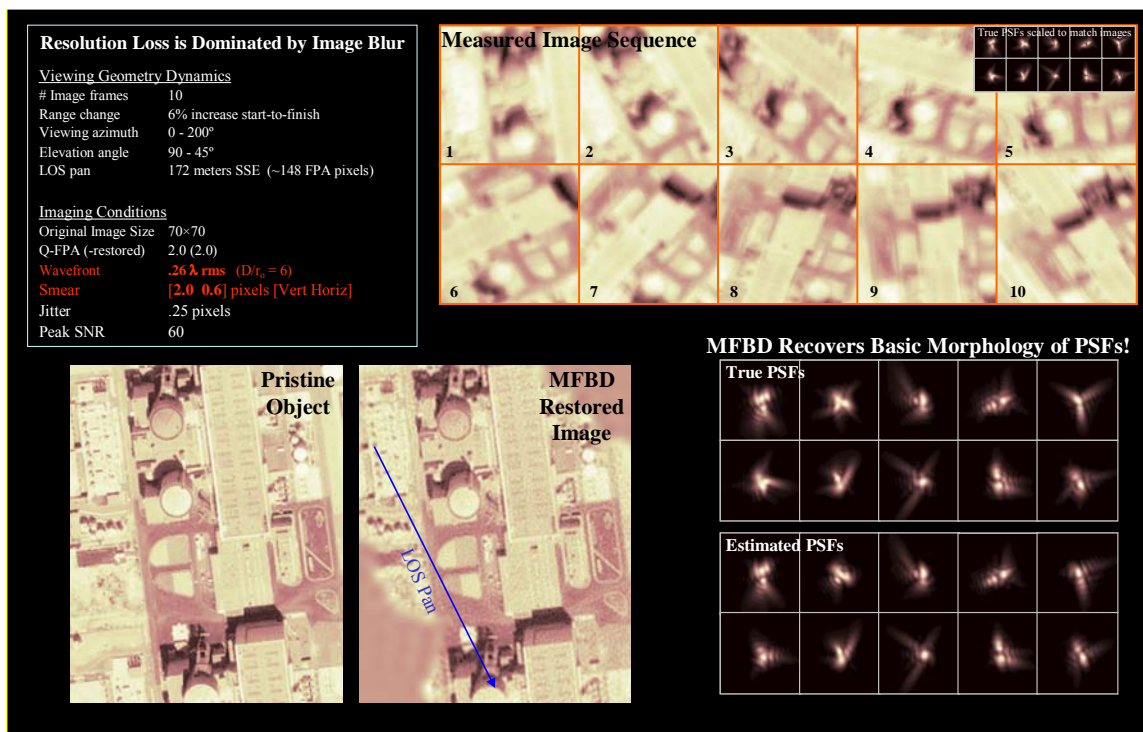 Resolution Loss is Dominated by Image Blur
Viewing Geometry Dynamics
# Image frames 10
Range change 6% increase start-to-finish
Viewing azimuth 0 - 200º
Elevation angle 90 - 45º
LOS pan 172 meters SSE (~148 FPA pixels)
Imaging Conditions
Original Image Size 70×70
Q-FPA (-restored) 2.0 (2.0)
Wavefront .26 λ rms (D/rₒ = 6)
Smear [2.0 0.6] pixels [Vert Horiz]
Jitter .25 pixels
Peak SNR 60
Measured Image Sequence
True PSFs scaled to match images
1 2 3 4 5
6 7 8 9 10
Pristine
Object
MFBD
Restored
Image
LOS Pan
MFBD Recovers Basic Morphology of PSFs!
True PSFs
Estimated PSFs